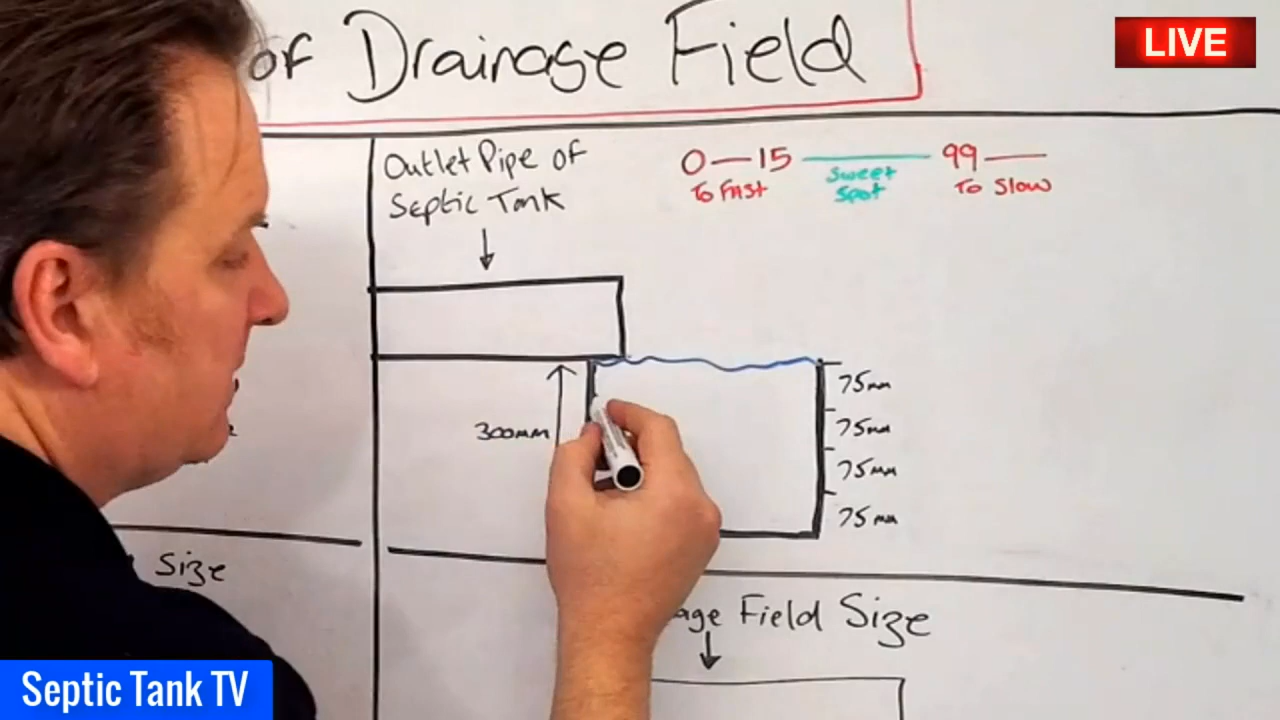 of Drainage Field
LIVE
Outlet Pipe of
Septic Tank
0—15 — 99—
To Fast
Sweet
Spot
To Slow
300mm
75mm
75mm
75mm
75mm
Size
age Field Size
Septic Tank TV